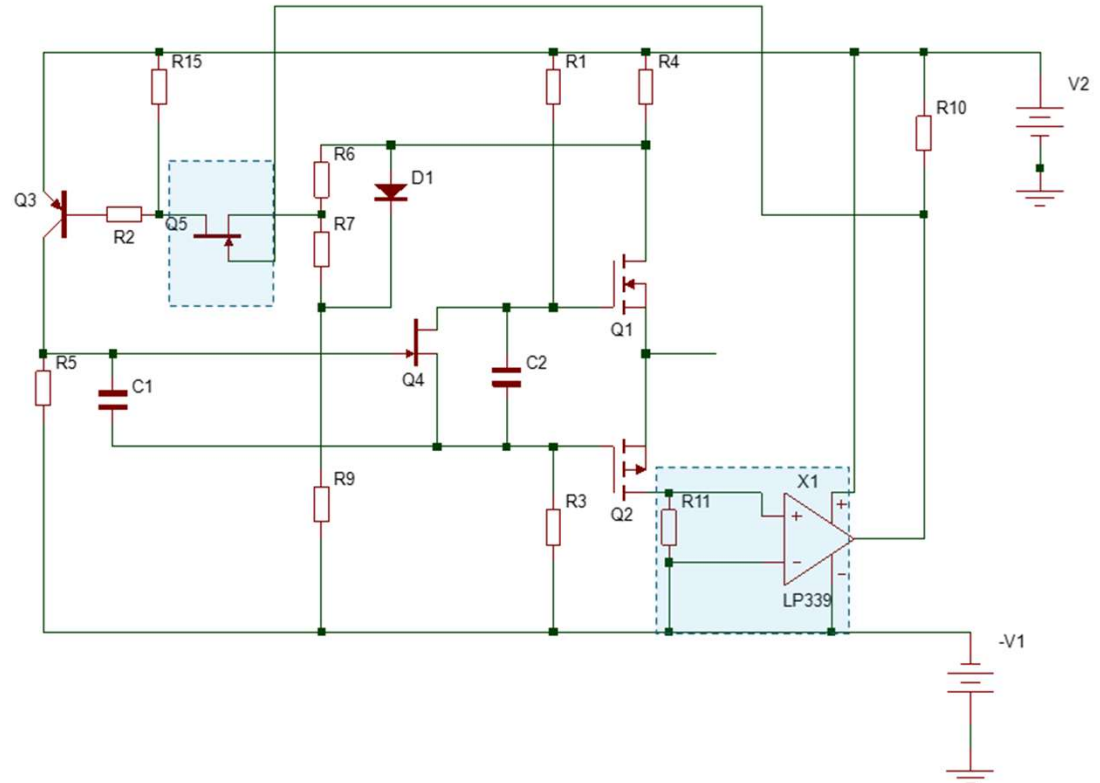 R15
R1
R4
V2
R10
R6
D1
Q3
R2
Q5
R7
Q1
R5
C1
Q4
C2
X1
R9
R3
Q2
R11
+
+
-
-
LP339
-V1